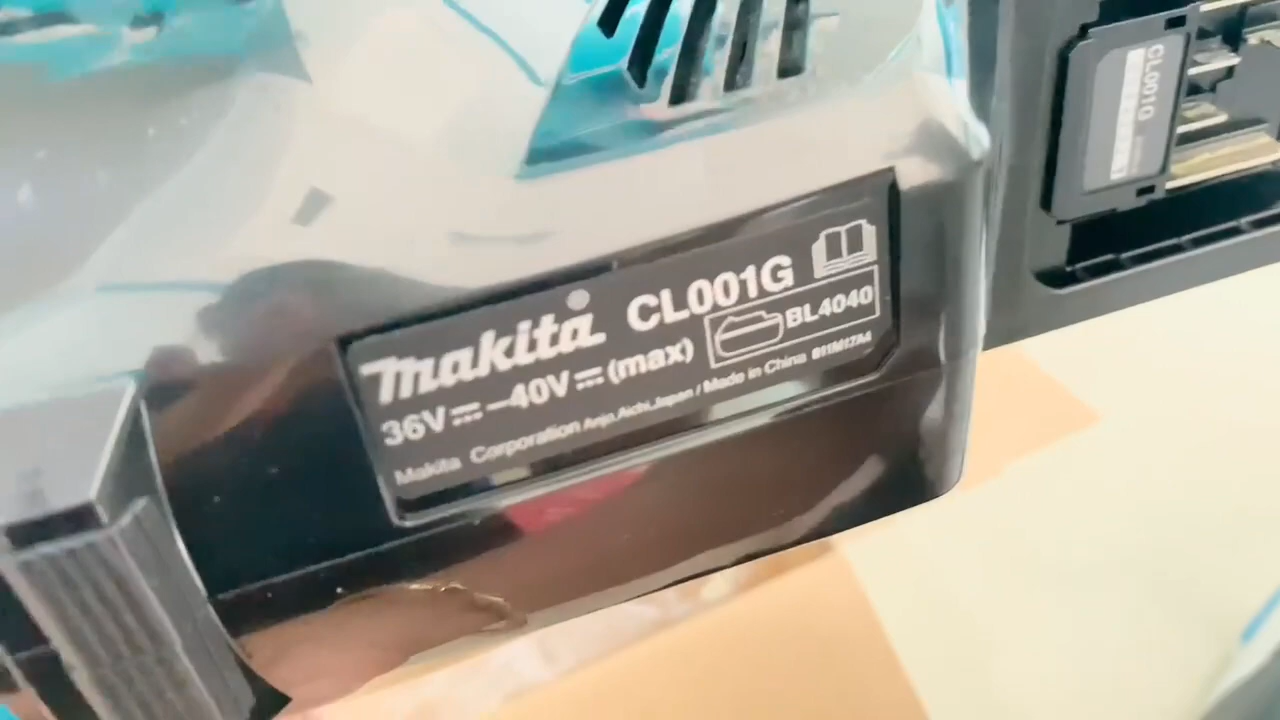 makita CL001G
36V⎓–40V⎓(max) BL4040
Makita Corporation Anjo, Aichi, Japan / Made in China
CL001G